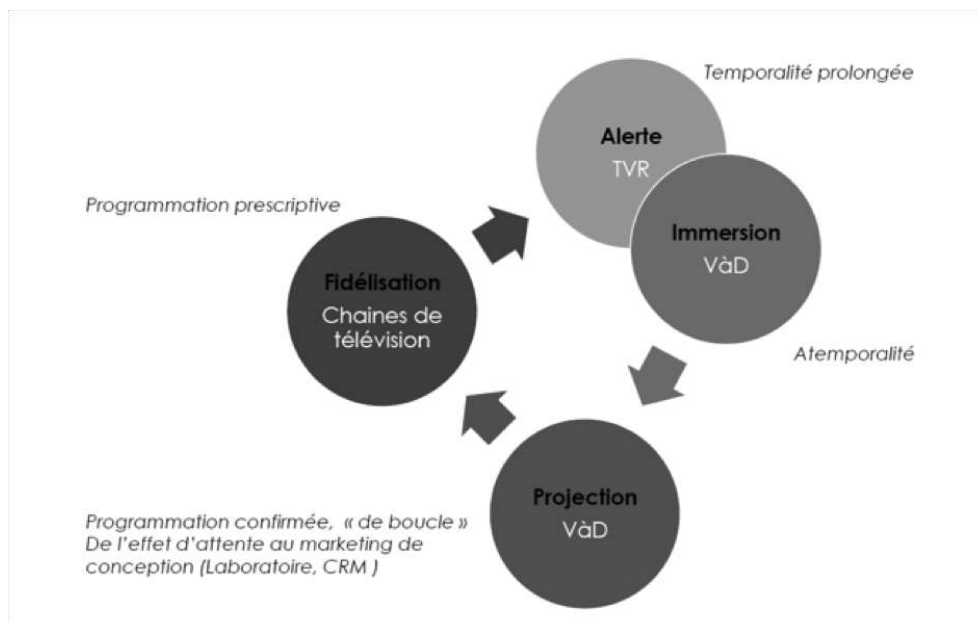 Temporalité prolongée
Alerte
TVR
Programmation prescriptive
Immersion
VàD
Fidélisation
Chaines de
télévision
Atemporalité
Projection
VàD
Programmation confirmée, « de boucle »
De l'effet d'attente au marketing de
conception (Laboratoire, CRM )